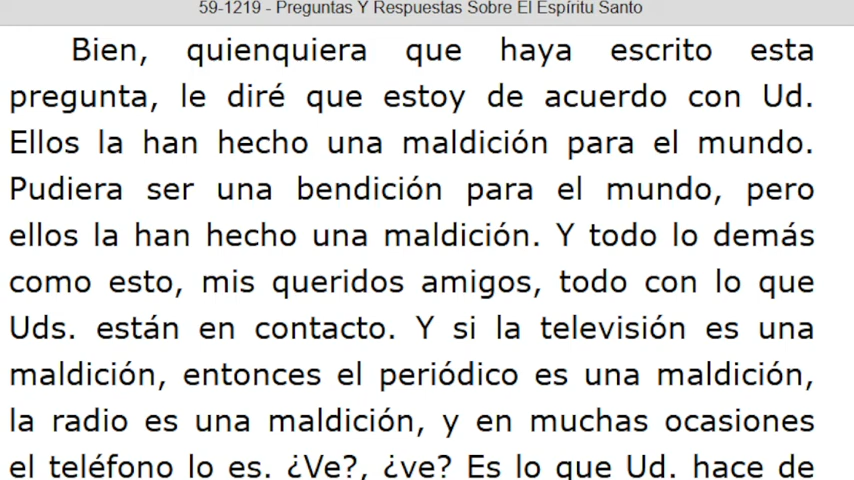 59-1219 - Preguntas Y Respuestas Sobre El Espíritu Santo
Bien, quienquiera que haya escrito esta
pregunta, le diré que estoy de acuerdo con Ud.
Ellos la han hecho una maldición para el mundo.
Pudiera ser una bendición para el mundo, pero
ellos la han hecho una maldición. Y todo lo demás
como esto, mis queridos amigos, todo con lo que
Uds. están en contacto. Y si la televisión es una
maldición, entonces el periódico es una maldición,
la radio es una maldición, y en muchas ocasiones
el teléfono lo es. ¿Ve?, ¿ve? Es lo que Ud. hace de